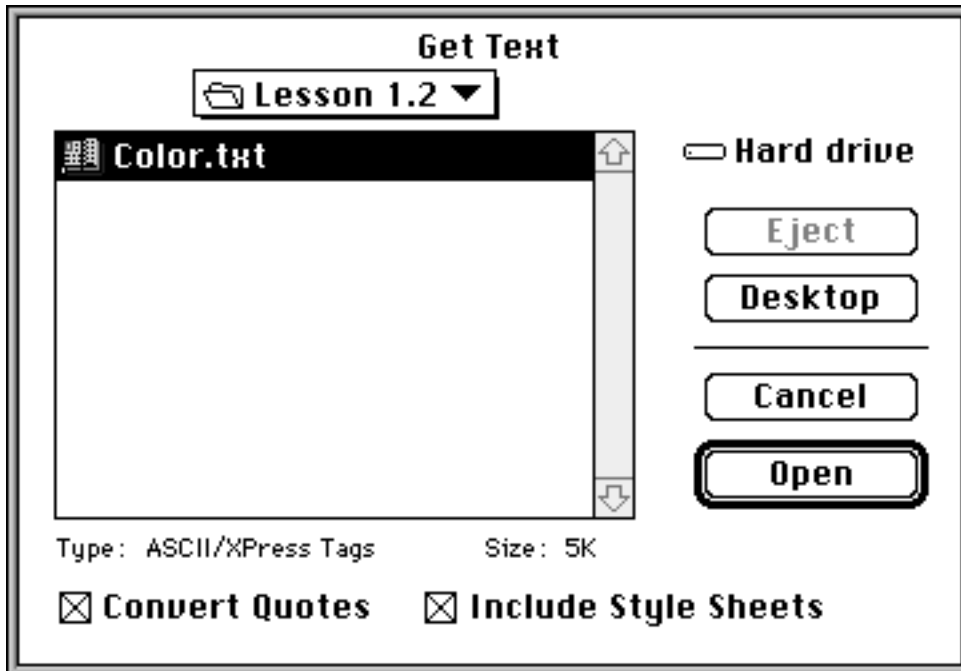 Get Text
Lesson 1.2
Color.txt
Hard drive
Eject
Desktop
Cancel
Open
Type: ASCII/XPress Tags Size: 5K
Convert Quotes Include Style Sheets